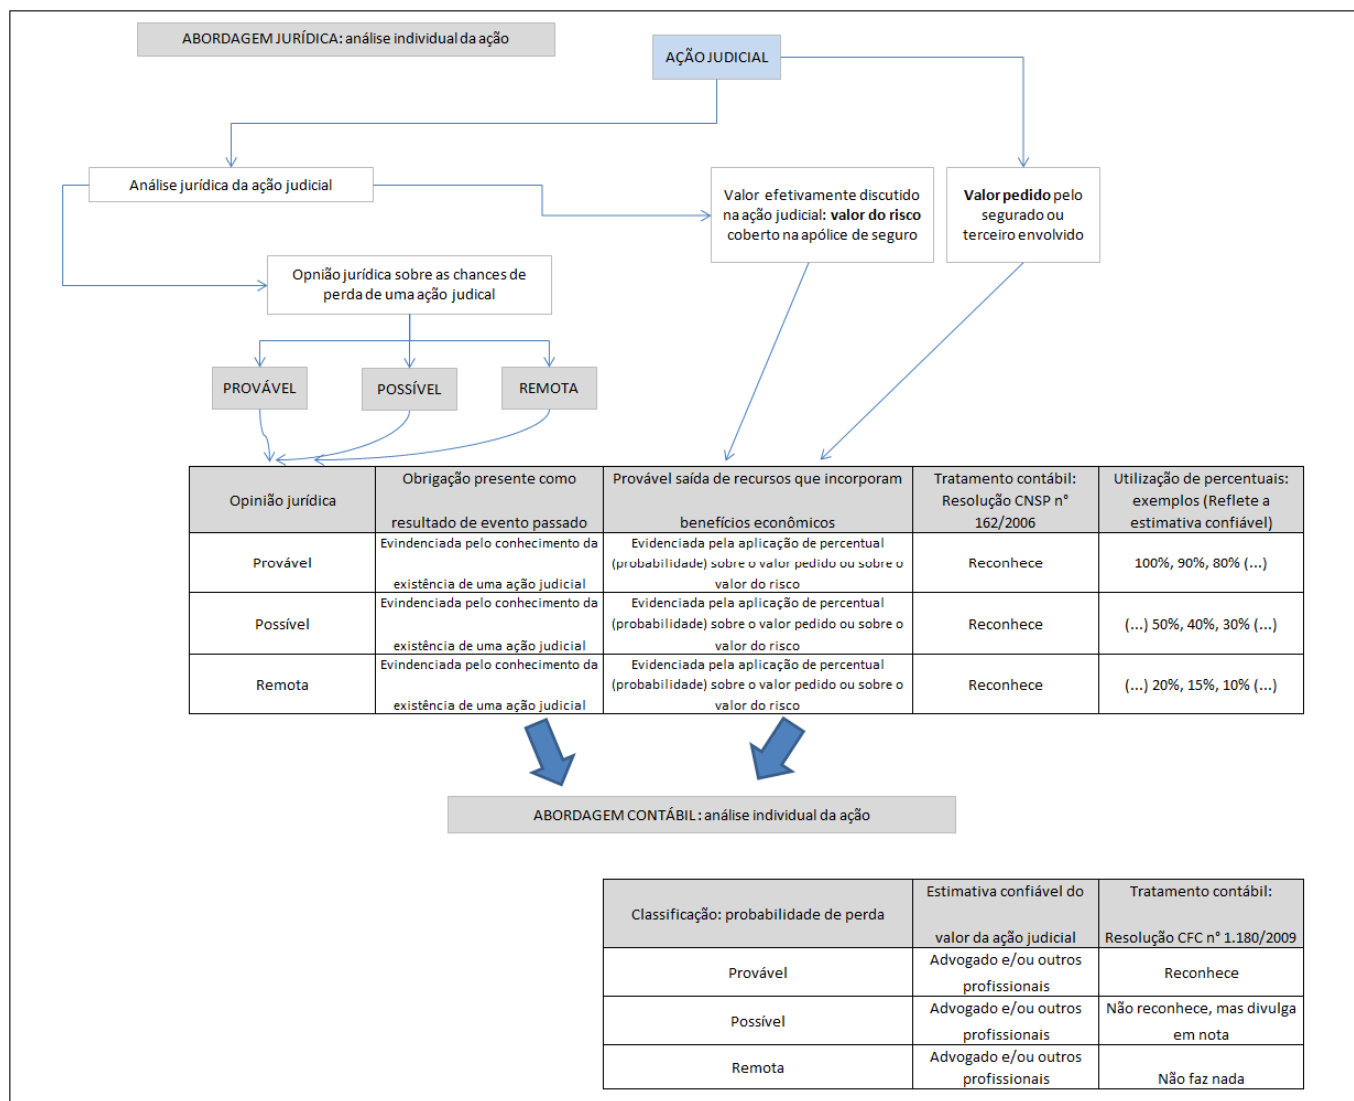 ABORDAGEM JURÍDICA: análise individual da ação
AÇÃO JUDICIAL
Análise jurídica da ação judicial
Valor efetivamente discutido
na ação judicial: valor do risco
coberto na apólice de seguro
Valor pedido pelo
segurado ou
terceiro envolvido
Opnião jurídica sobre as chances de
perda de uma ação judical
PROVÁVEL
POSSÍVEL
REMOTA
Opinião jurídica
Obrigação presente como
resultado de evento passado
Provável saída de recursos que incorporam
benefícios econômicos
Tratamento contábil:
Resolução CNSP n°
162/2006
Utilização de percentuais:
exemplos (Reflete a
estimativa confiável)
Provável
Evindenciada pelo conhecimento da
existência de uma ação judicial
Evidenciada pela aplicação de percentual
(probabilidade) sobre o valor pedido ou sobre o
valor do risco
Reconhece
100%, 90%, 80% (...)
Possível
Evindenciada pelo conhecimento da
existência de uma ação judicial
Evidenciada pela aplicação de percentual
(probabilidade) sobre o valor pedido ou sobre o
valor do risco
Reconhece
(...) 50%, 40%, 30% (...)
Remota
Evindenciada pelo conhecimento da
existência de uma ação judicial
Evidenciada pela aplicação de percentual
(probabilidade) sobre o valor pedido ou sobre o
valor do risco
Reconhece
(...) 20%, 15%, 10% (...)
ABORDAGEM CONTÁBIL: análise individual da ação
Classificação: probabilidade de perda
Estimativa confiável do
valor da ação judicial
Tratamento contábil:
Resolução CFC n° 1.180/2009
Provável
Advogado e/ou outros
profissionais
Reconhece
Possível
Advogado e/ou outros
profissionais
Não reconhece, mas divulga
em nota
Remota
Advogado e/ou outros
profissionais
Não faz nada